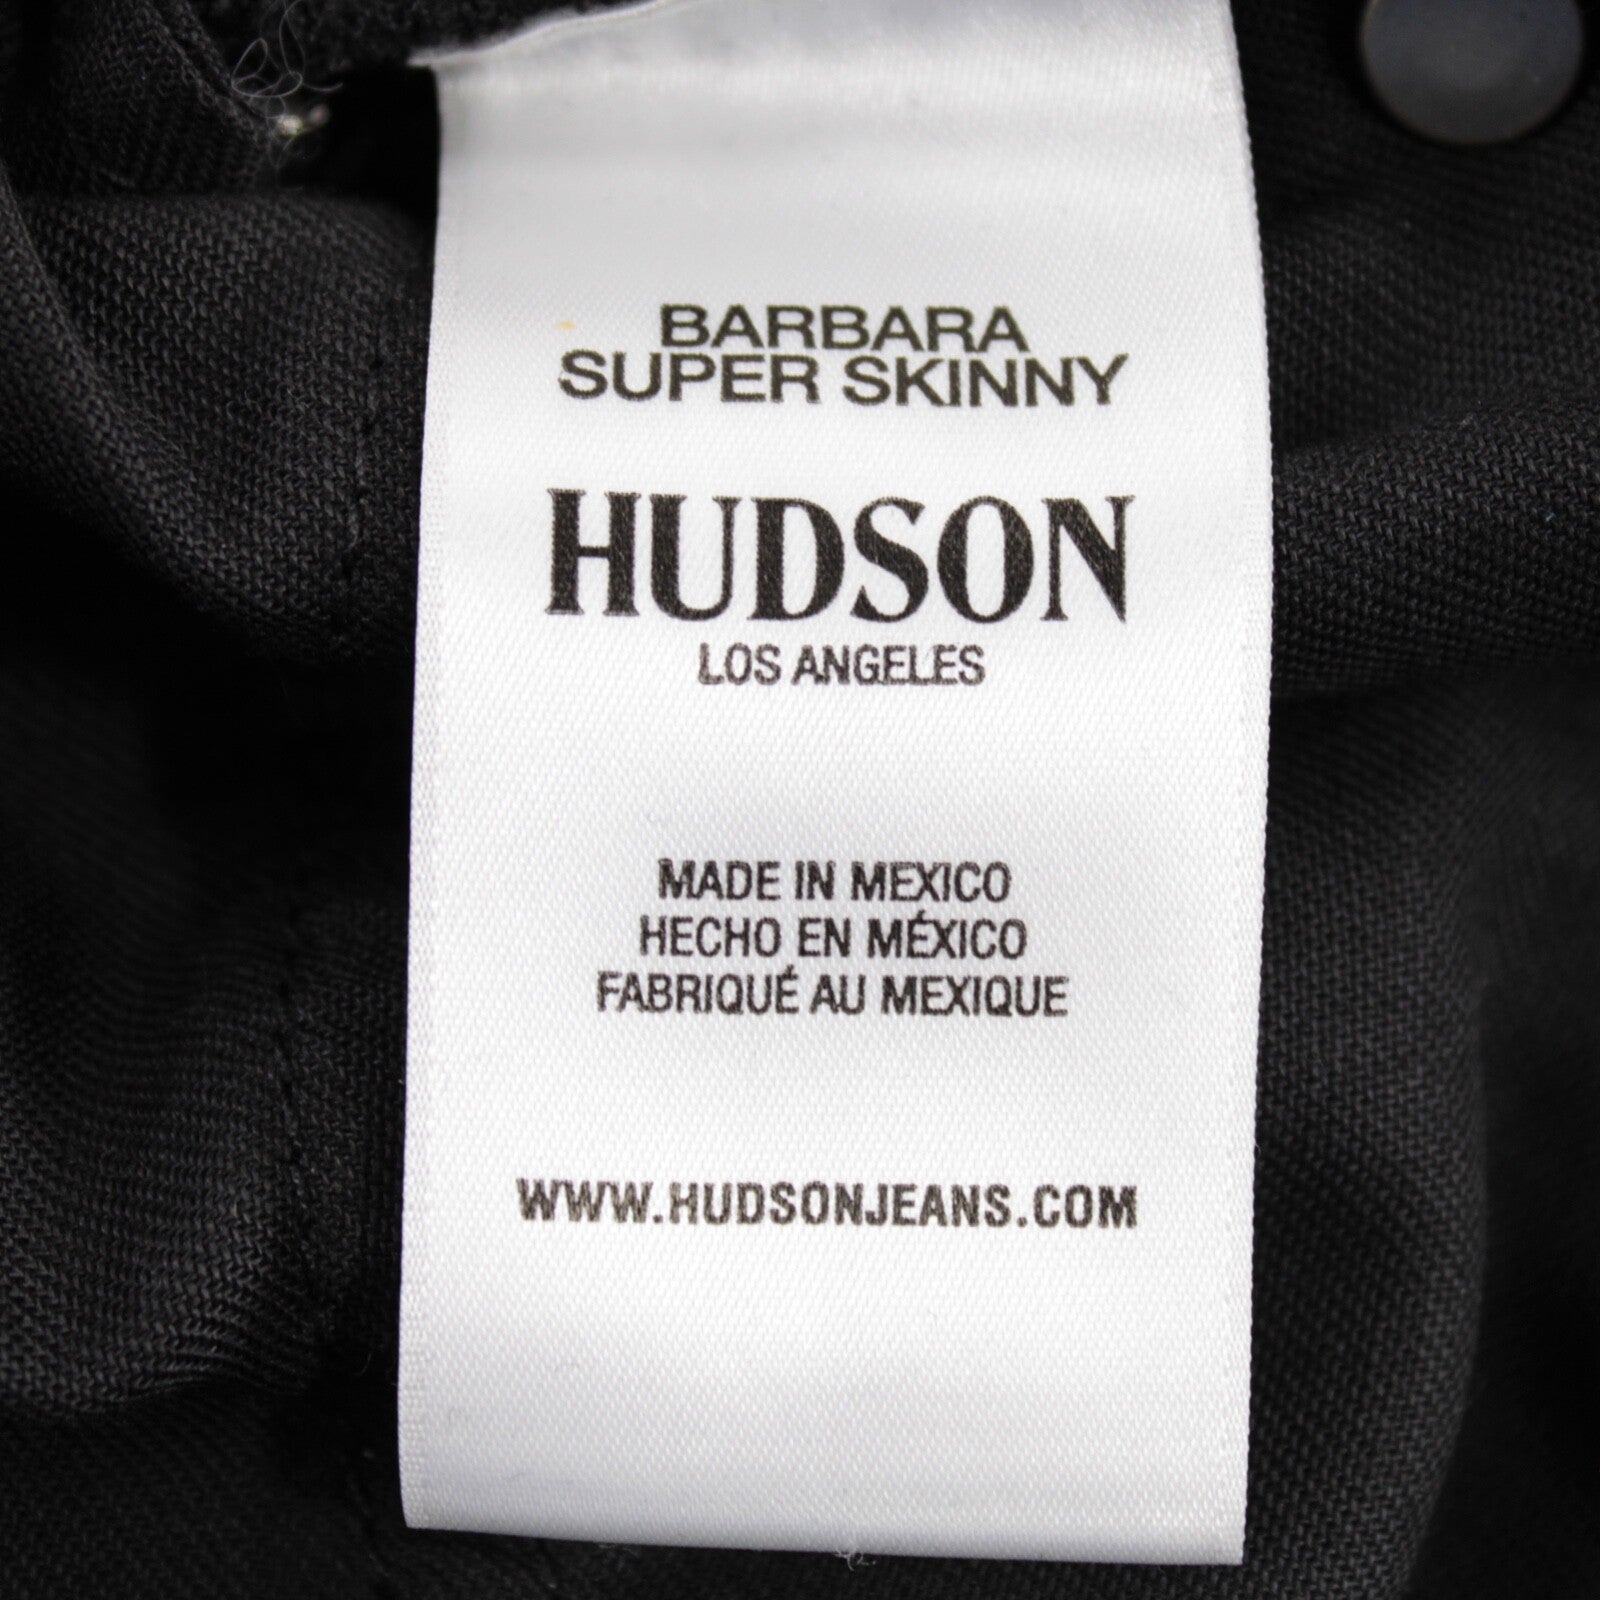 BARBARA
SUPER SKINNY
HUDSON
LOS ANGELES
MADE IN MEXICO
HECHO EN MÉXICO
FABRIQUÉ AU MEXIQUE
WWW.HUDSONJEANS.COM